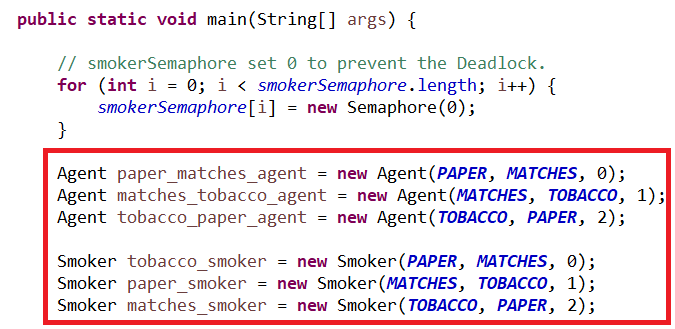 public static void main(String[] args) {
// smokerSemaphore set 0 to prevent the Deadlock.
for (int i = 0; i < smokerSemaphore.length; i++) {
smokerSemaphore[i] = new Semaphore(0);
}
Agent paper_matches_agent = new Agent(PAPER, MATCHES, 0);
Agent matches_tobacco_agent = new Agent(MATCHES, TOBACCO, 1);
Agent tobacco_paper_agent = new Agent(TOBACCO, PAPER, 2);
Smoker tobacco_smoker = new Smoker(PAPER, MATCHES, 0);
Smoker paper_smoker = new Smoker(MATCHES, TOBACCO, 1);
Smoker matches_smoker = new Smoker(TOBACCO, PAPER, 2);